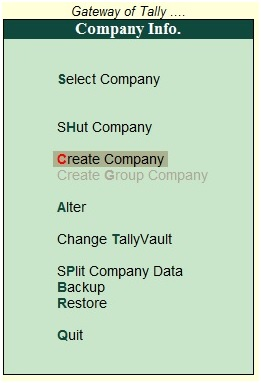 Gateway of Tally ....
Company Info.
Select Company
SHut Company
Create Company
Create Group Company
Alter
Change TallyVault
SPlit Company Data
Backup
Restore
Quit